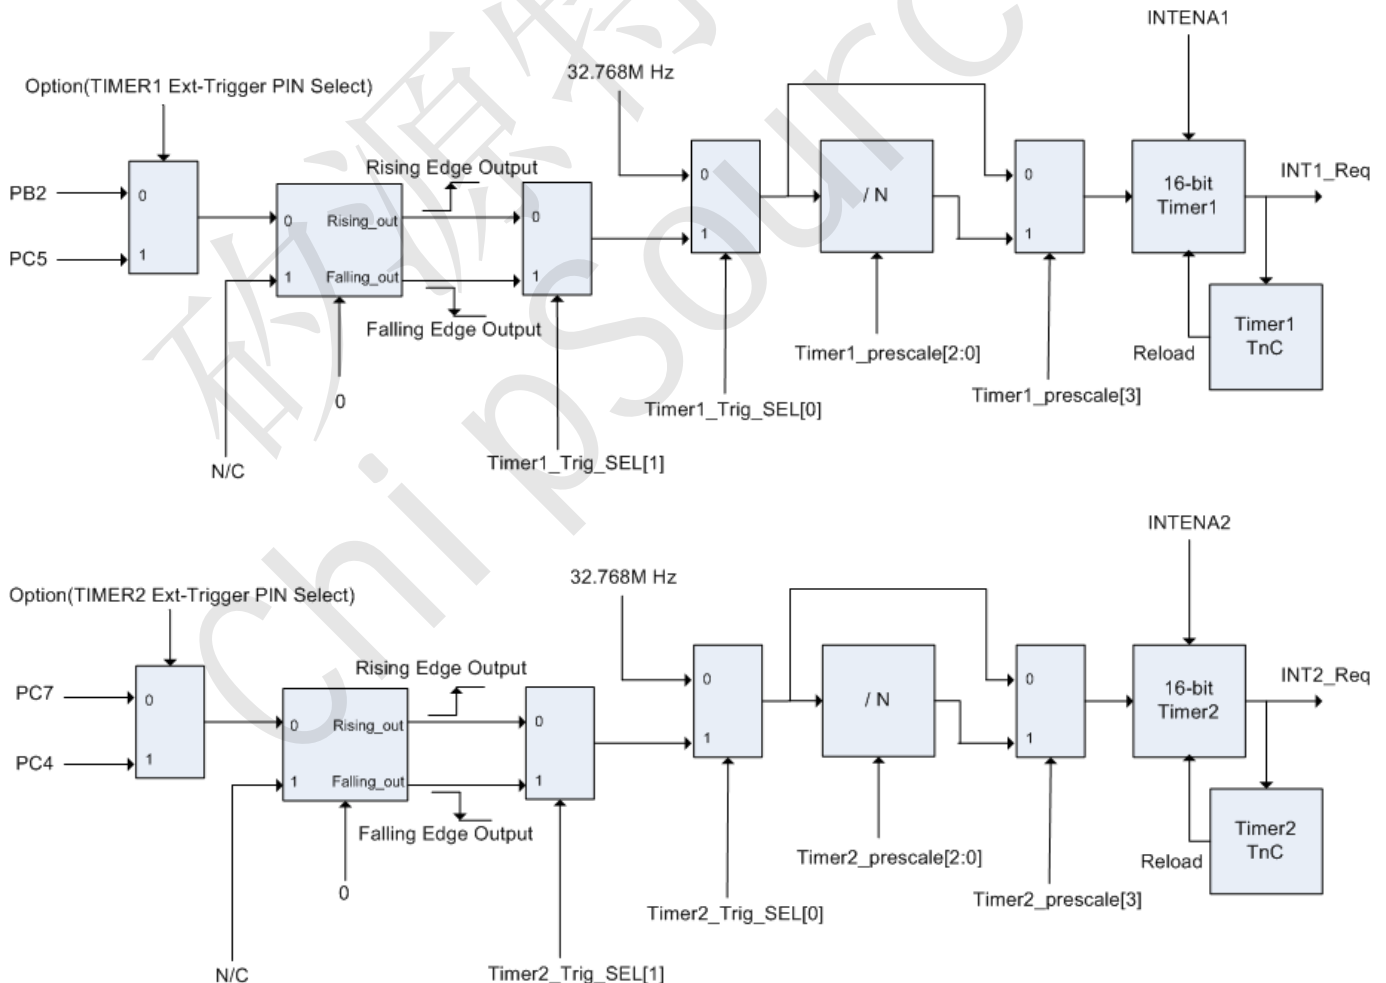 INTENA1
32.768M Hz
Option(TIMER1 Ext-Trigger PIN Select)
Rising Edge Output
PB2
0
1
PC5
0
Rising_out
1
Falling_out
Falling Edge Output
0
N/C
0
1
Timer1_Trig_SEL[1]
0
1
Timer1_Trig_SEL[0]
/ N
Timer1_prescale[2:0]
0
1
Timer1_prescale[3]
16-bit
Timer1
INT1_Req
Reload
Timer1
TnC
INTENA2
32.768M Hz
Option(TIMER2 Ext-Trigger PIN Select)
Rising Edge Output
PC7
0
1
PC4
0
Rising_out
1
Falling_out
Falling Edge Output
0
N/C
0
1
Timer2_Trig_SEL[1]
0
1
Timer2_Trig_SEL[0]
/ N
Timer2_prescale[2:0]
0
1
Timer2_prescale[3]
16-bit
Timer2
INT2_Req
Reload
Timer2
TnC
矽源特
ChipSourc